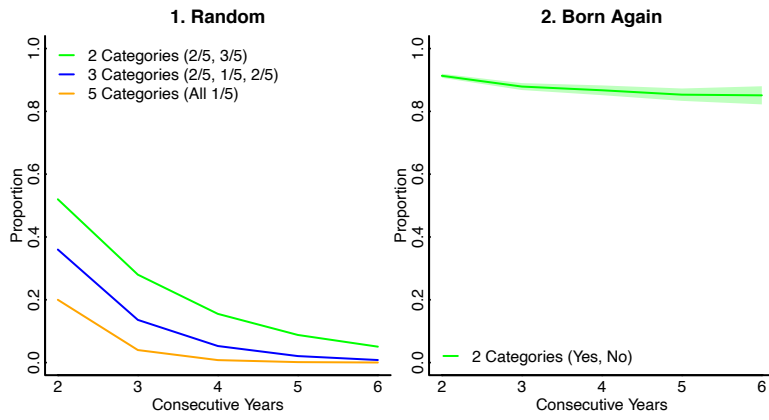 1. Random
2 Categories (2/5, 3/5)
3 Categories (2/5, 1/5, 2/5)
5 Categories (All 1/5)
Proportion
0.0 0.2 0.4 0.6 0.8 1.0
2 3 4 5 6
Consecutive Years
2. Born Again
Proportion
0.0 0.2 0.4 0.6 0.8 1.0
2 Categories (Yes, No)
2 3 4 5 6
Consecutive Years